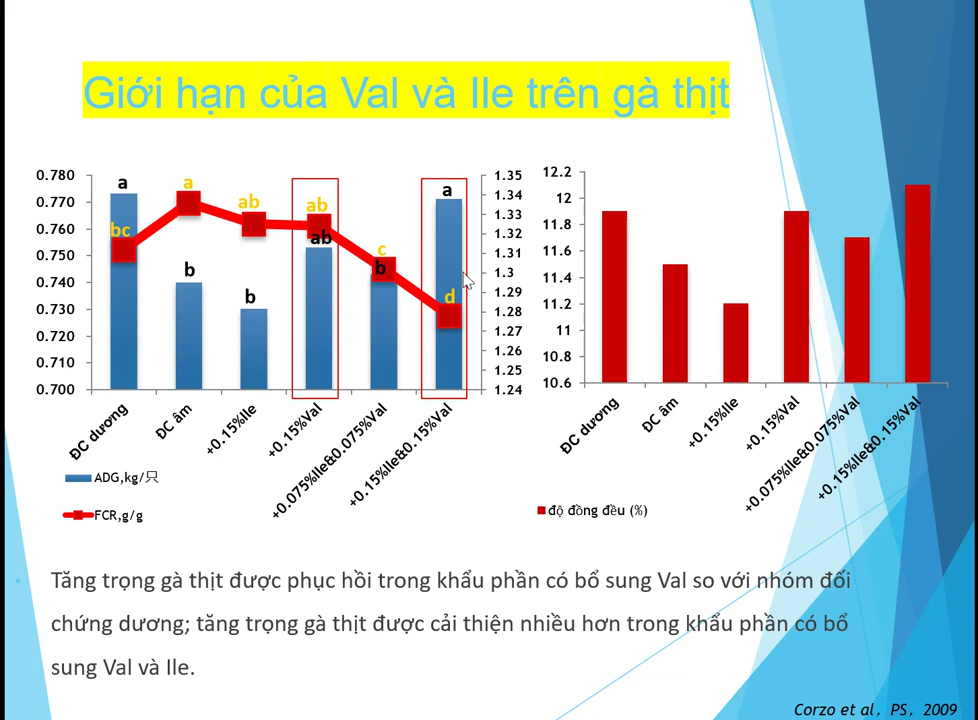 Giới hạn của Val và Ile trên gà thịt
0.780
0.770
0.760
0.750
0.740
0.730
0.720
0.710
0.700
a
bc
a
b
ab
b
ab
ab
c
b
a
d
1.35
1.34
1.33
1.32
1.31
1.3
1.29
1.28
1.27
1.26
1.25
1.24
ĐC dương
DC âm
+0.15%Ile
+0.15%Val
+0.075%Ile&0.075%Val
+0.15%Ile&0.15%Val
ADG,kg/只
FCR,g/g
12.2
12
11.8
11.6
11.4
11.2
11
10.8
10.6
ĐC dương
DC âm
+0.15%Ile
+0.15%Val
+0.075%Ile&0.075%Val
+0.15%Ile&0.15%Val
độ đồng đều (%)
Tăng trọng gà thịt được phục hồi trong khẩu phần có bổ sung Val so với nhóm đối
chứng dương; tăng trọng gà thịt được cải thiện nhiều hơn trong khẩu phần có bổ
sung Val và Ile.
Corzo et al, PS, 2009